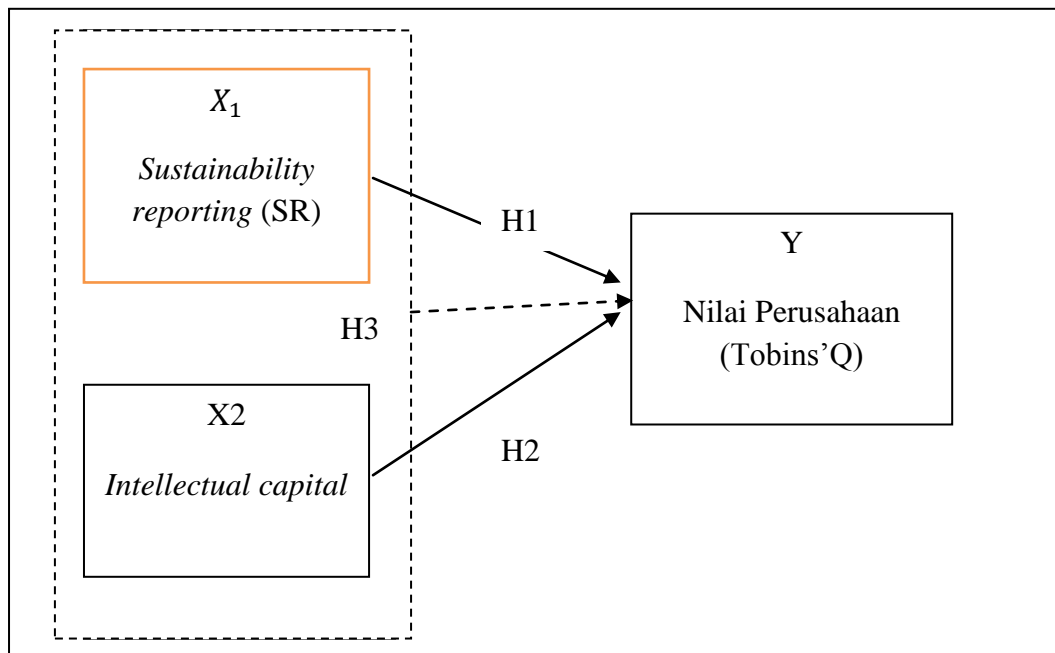 X₁
Sustainability
reporting (SR)
H1
Y
Nilai Perusahaan
(Tobins’Q)
H3
X2
Intellectual capital
H2